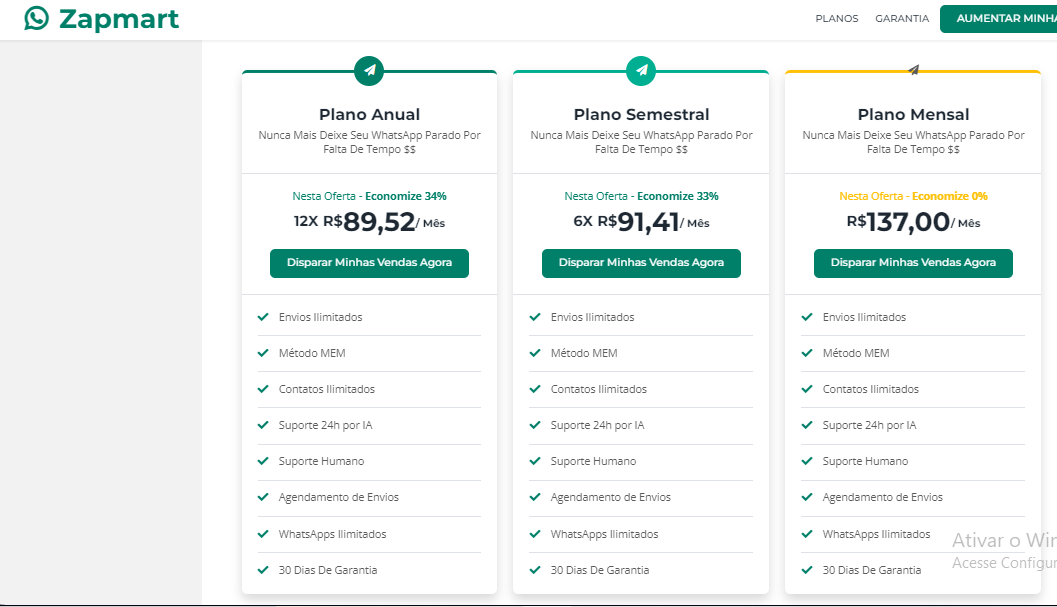 Zapmart
PLANOS GARANTIA AUMENTAR MINHA
Plano Anual
Nunca Mais Deixe Seu WhatsApp Parado Por
Falta De Tempo $$
Nesta Oferta - Economize 34%
12X R$89,52/ Mês
Disparar Minhas Vendas Agora
Envios Ilimitados
Método MEM
Contatos Ilimitados
Suporte 24h por IA
Suporte Humano
Agendamento de Envios
WhatsApps Ilimitados
30 Dias De Garantia
Plano Semestral
Nunca Mais Deixe Seu WhatsApp Parado Por
Falta De Tempo $$
Nesta Oferta - Economize 33%
6X R$91,41/ Mês
Disparar Minhas Vendas Agora
Envios Ilimitados
Método MEM
Contatos Ilimitados
Suporte 24h por IA
Suporte Humano
Agendamento de Envios
WhatsApps Ilimitados
30 Dias De Garantia
Plano Mensal
Nunca Mais Deixe Seu WhatsApp Parado Por
Falta De Tempo $$
Nesta Oferta - Economize 0%
R$137,00/ Mês
Disparar Minhas Vendas Agora
Envios Ilimitados
Método MEM
Contatos Ilimitados
Suporte 24h por IA
Suporte Humano
Agendamento de Envios
WhatsApps Ilimitados
30 Dias De Garantia
Ativar o Win
Acesse Configur